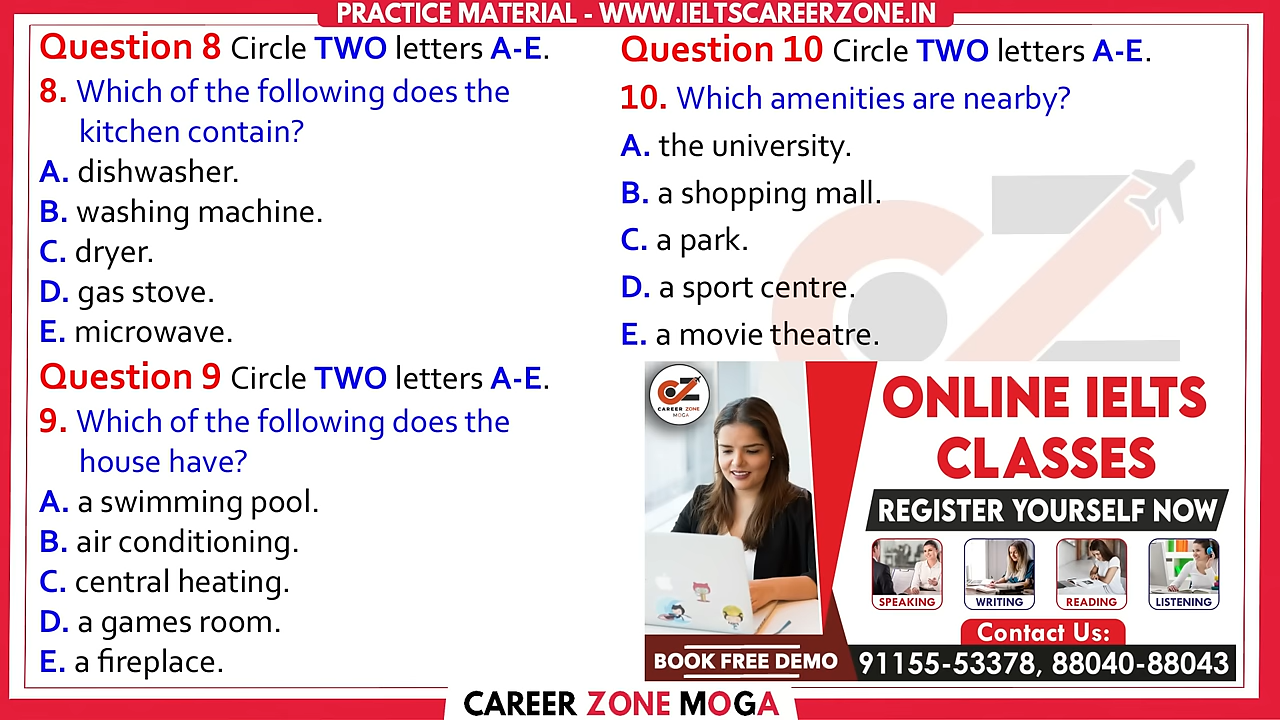 PRACTICE MATERIAL - WWW.IELTSCAREERZONE.IN
Question 8 Circle TWO letters A-E.
8. Which of the following does the
kitchen contain?
A. dishwasher.
B. washing machine.
C. dryer.
D. gas stove.
E. microwave.
Question 9 Circle TWO letters A-E.
9. Which of the following does the
house have?
A. a swimming pool.
B. air conditioning.
C. central heating.
D. a games room.
E. a fireplace.
Question 10 Circle TWO letters A-E.
10. Which amenities are nearby?
A. the university.
B. a shopping mall.
C. a park.
D. a sport centre.
E. a movie theatre.
CZ
CZ
CAREER ZONE
MOGA
ONLINE IELTS
CLASSES
REGISTER YOURSELF NOW
SPEAKING
WRITING
READING
LISTENING
Contact Us:
BOOK FREE DEMO
91155-53378, 88040-88043
CAREER ZONE MOGA